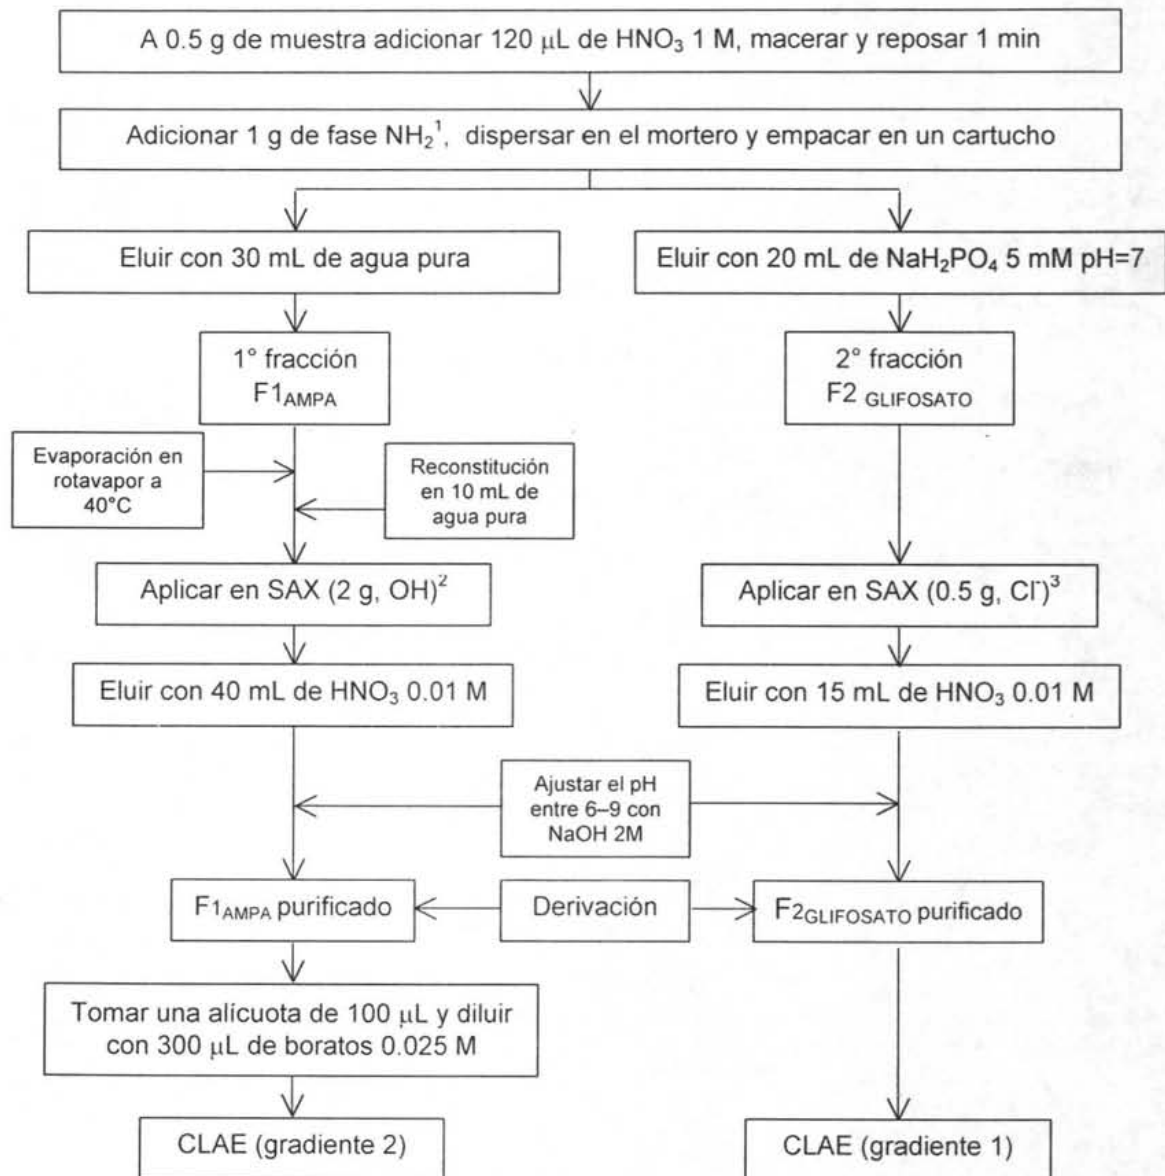 A 0.5 g de muestra adicionar 120 μL de HNO₃ 1 M, macerar y reposar 1 min
Adicionar 1 g de fase NH₂¹, dispersar en el mortero y empacar en un cartucho
Eluir con 30 mL de agua pura
Eluir con 20 mL de NaH₂PO₄ 5 mM pH=7
1° fracción
F1AMPA
2° fracción
F2 GLIFOSATO
Evaporación en
rotavapor a
40°C
Reconstitución
en 10 mL de
agua pura
Aplicar en SAX (2 g, OH)²
Aplicar en SAX (0.5 g, Cl⁻)³
Eluir con 40 mL de HNO₃ 0.01 M
Eluir con 15 mL de HNO₃ 0.01 M
Ajustar el pH
entre 6–9 con
NaOH 2M
F1AMPA purificado
Derivación
F2GLIFOSATO purificado
Tomar una alícuota de 100 μL y diluir
con 300 μL de boratos 0.025 M
CLAE (gradiente 2)
CLAE (gradiente 1)